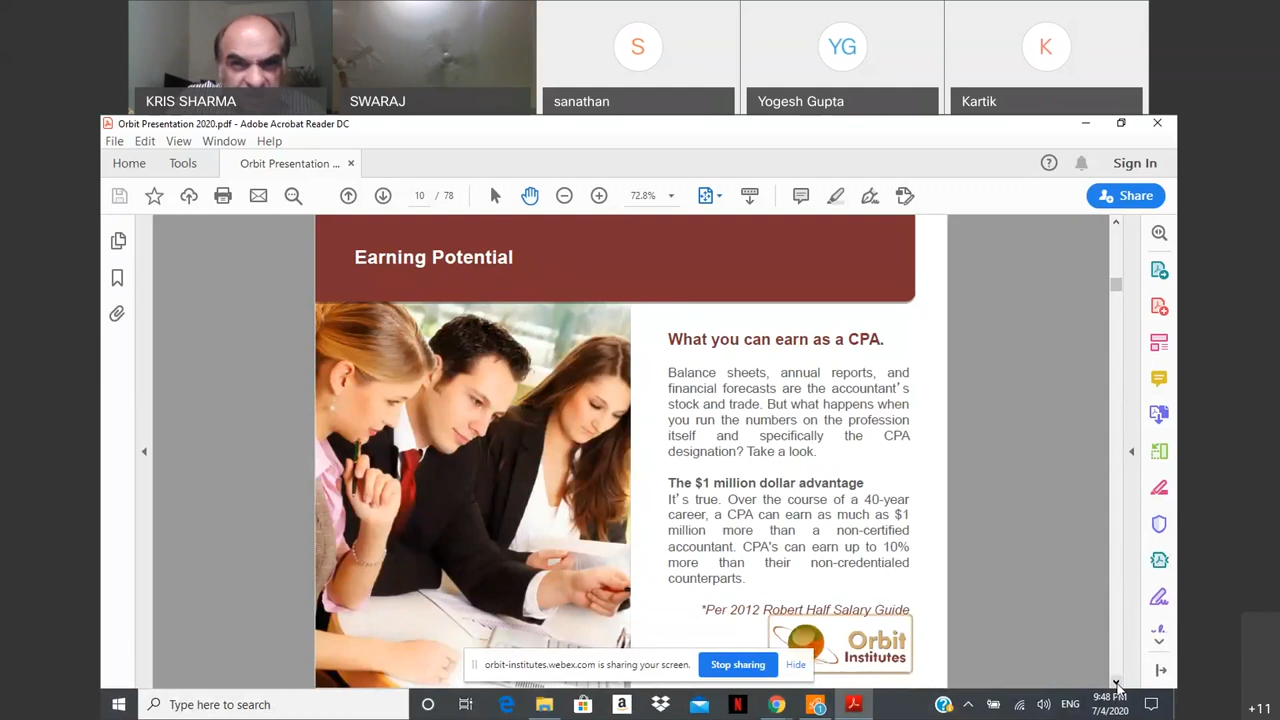 S
YG
K
KRIS SHARMA
SWARAJ
sanathan
Yogesh Gupta
Kartik
Orbit Presentation 2020.pdf - Adobe Acrobat Reader DC
File Edit View Window Help
Home Tools Orbit Presentation ... × Sign In
10 / 78 72.8% Share
Earning Potential
What you can earn as a CPA.
Balance sheets, annual reports, and
financial forecasts are the accountant's
stock and trade. But what happens when
you run the numbers on the profession
itself and specifically the CPA
designation? Take a look.
The $1 million dollar advantage
It's true. Over the course of a 40-year
career, a CPA can earn as much as $1
million more than a non-certified
accountant. CPA's can earn up to 10%
more than their non-credentialed
counterparts.
*Per 2012 Robert Half Salary Guide
Orbit
Institutes
orbit-institutes.webex.com is sharing your screen. Stop sharing Hide
Type here to search
ENG
9:48 PM
7/4/2020
+11